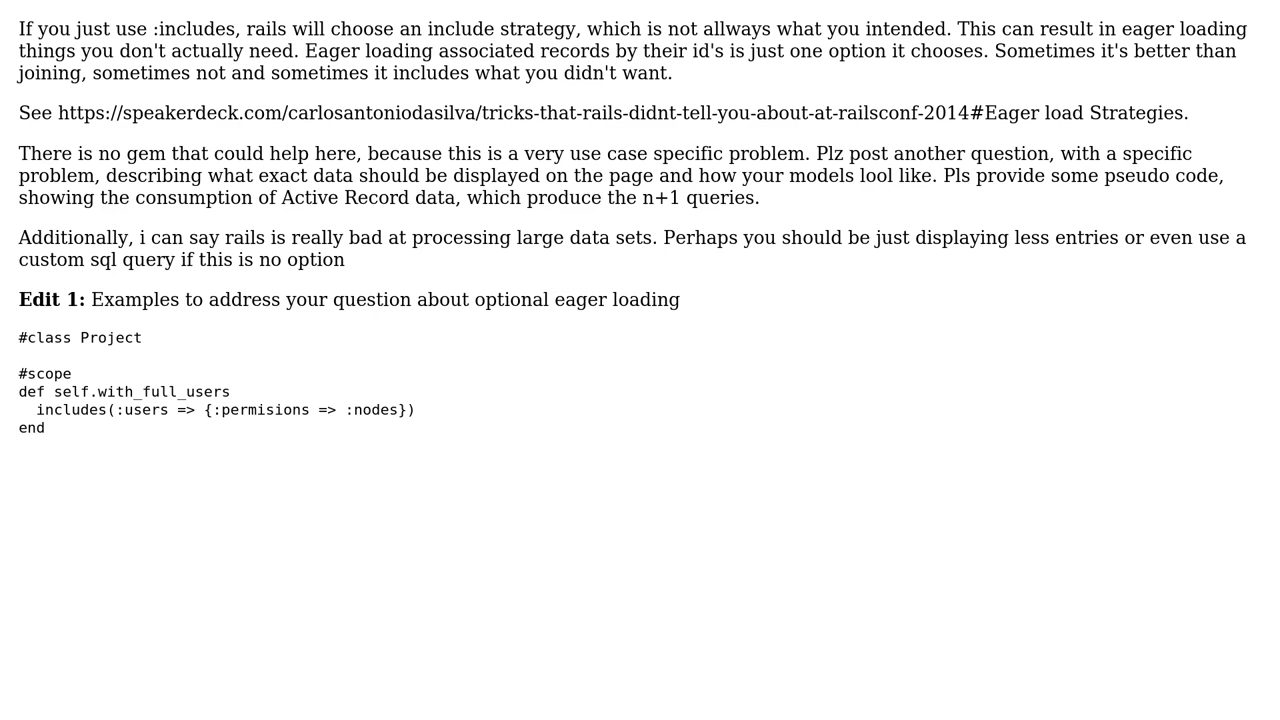 If you just use :includes, rails will choose an include strategy, which is not allways what you intended. This can result in eager loading
things you don't actually need. Eager loading associated records by their id's is just one option it chooses. Sometimes it's better than
joining, sometimes not and sometimes it includes what you didn't want.
See https://speakerdeck.com/carlosantoniodasilva/tricks-that-rails-didnt-tell-you-about-at-railsconf-2014#Eager load Strategies.
There is no gem that could help here, because this is a very use case specific problem. Plz post another question, with a specific
problem, describing what exact data should be displayed on the page and how your models lool like. Pls provide some pseudo code,
showing the consumption of Active Record data, which produce the n+1 queries.
Additionally, i can say rails is really bad at processing large data sets. Perhaps you should be just displaying less entries or even use a
custom sql query if this is no option
Edit 1: Examples to address your question about optional eager loading
#class Project
#scope
def self.with_full_users
  includes(:users => {:permisions => :nodes})
end